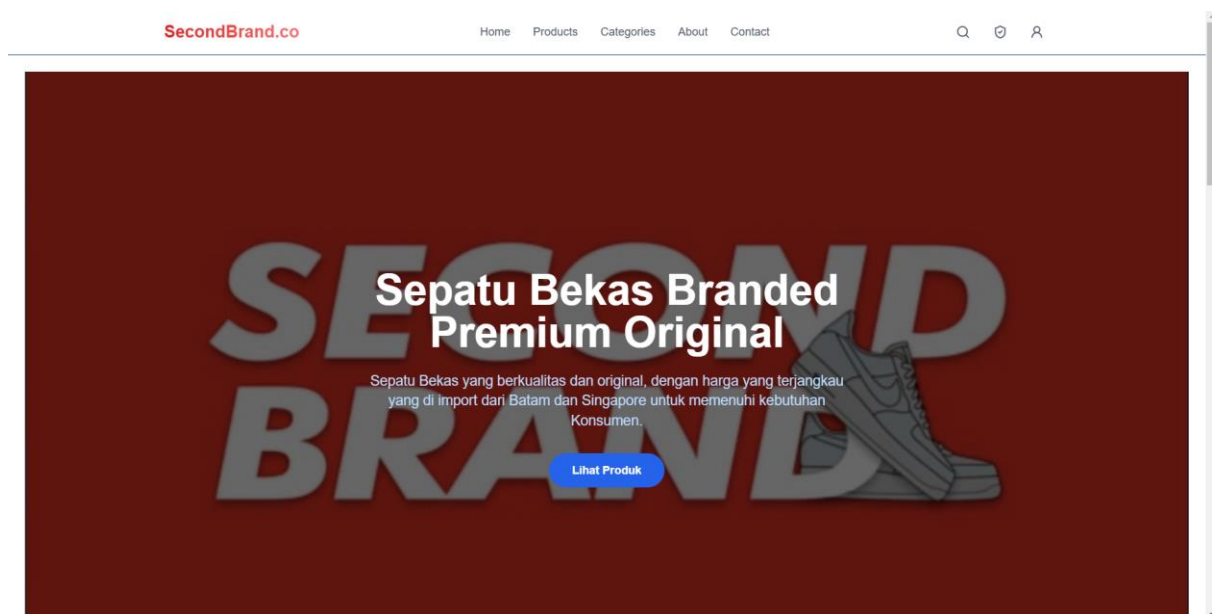 SecondBrand.co
Home Products Categories About Contact
SECOND
BRAND
Sepatu Bekas Branded
Premium Original
Sepatu Bekas yang berkualitas dan original, dengan harga yang terjangkau
yang di import dari Batam dan Singapore untuk memenuhi kebutuhan
Konsumen.
Lihat Produk